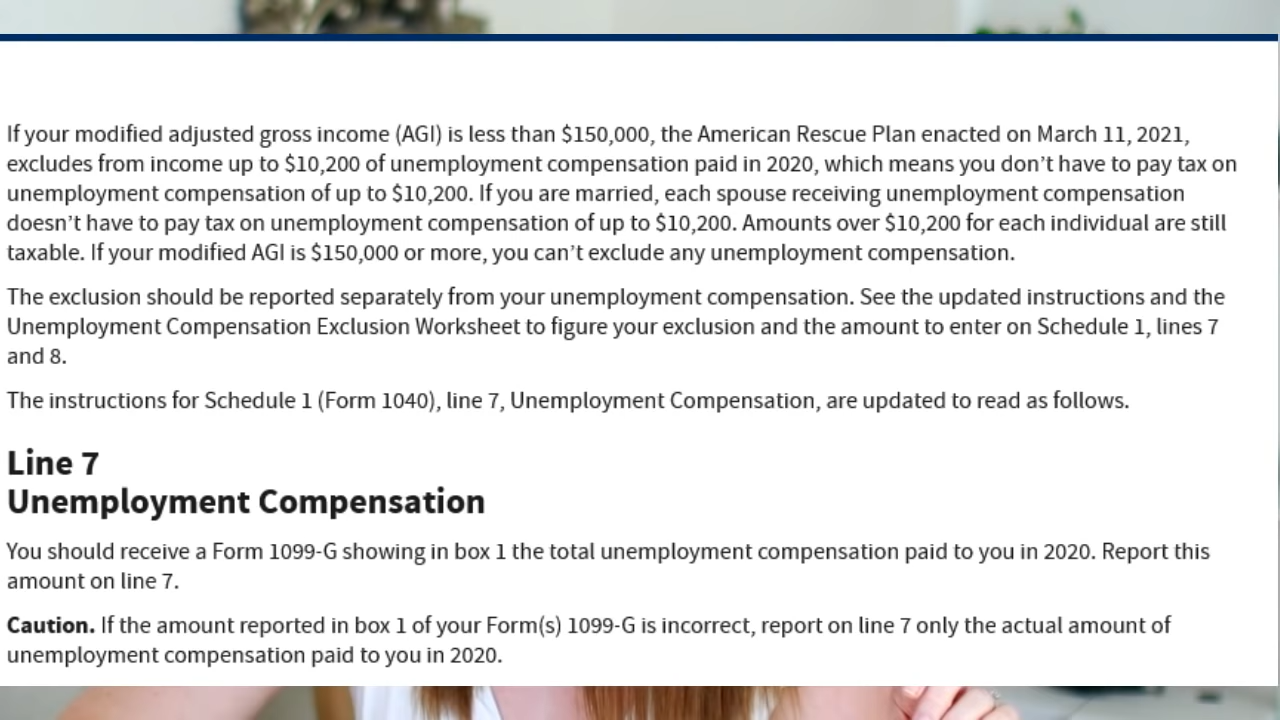 If your modified adjusted gross income (AGI) is less than $150,000, the American Rescue Plan enacted on March 11, 2021,
excludes from income up to $10,200 of unemployment compensation paid in 2020, which means you don’t have to pay tax on
unemployment compensation of up to $10,200. If you are married, each spouse receiving unemployment compensation
doesn’t have to pay tax on unemployment compensation of up to $10,200. Amounts over $10,200 for each individual are still
taxable. If your modified AGI is $150,000 or more, you can’t exclude any unemployment compensation.
The exclusion should be reported separately from your unemployment compensation. See the updated instructions and the
Unemployment Compensation Exclusion Worksheet to figure your exclusion and the amount to enter on Schedule 1, lines 7
and 8.
The instructions for Schedule 1 (Form 1040), line 7, Unemployment Compensation, are updated to read as follows.
Line 7
Unemployment Compensation
You should receive a Form 1099-G showing in box 1 the total unemployment compensation paid to you in 2020. Report this
amount on line 7.
Caution. If the amount reported in box 1 of your Form(s) 1099-G is incorrect, report on line 7 only the actual amount of
unemployment compensation paid to you in 2020.